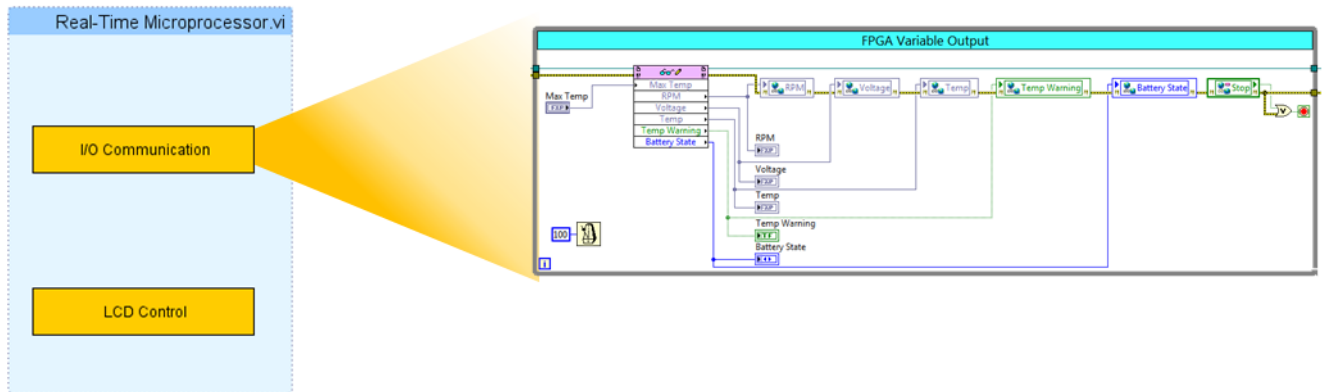 Real-Time Microprocessor.vi
I/O Communication
LCD Control
FPGA Variable Output
Max Temp
Max Temp
RPM
Voltage
Temp
Temp Warning
Battery State
RPM
Voltage
Temp
Temp Warning
Battery State
Stop
RPM
Voltage
Temp
Temp Warning
Battery State
100
i